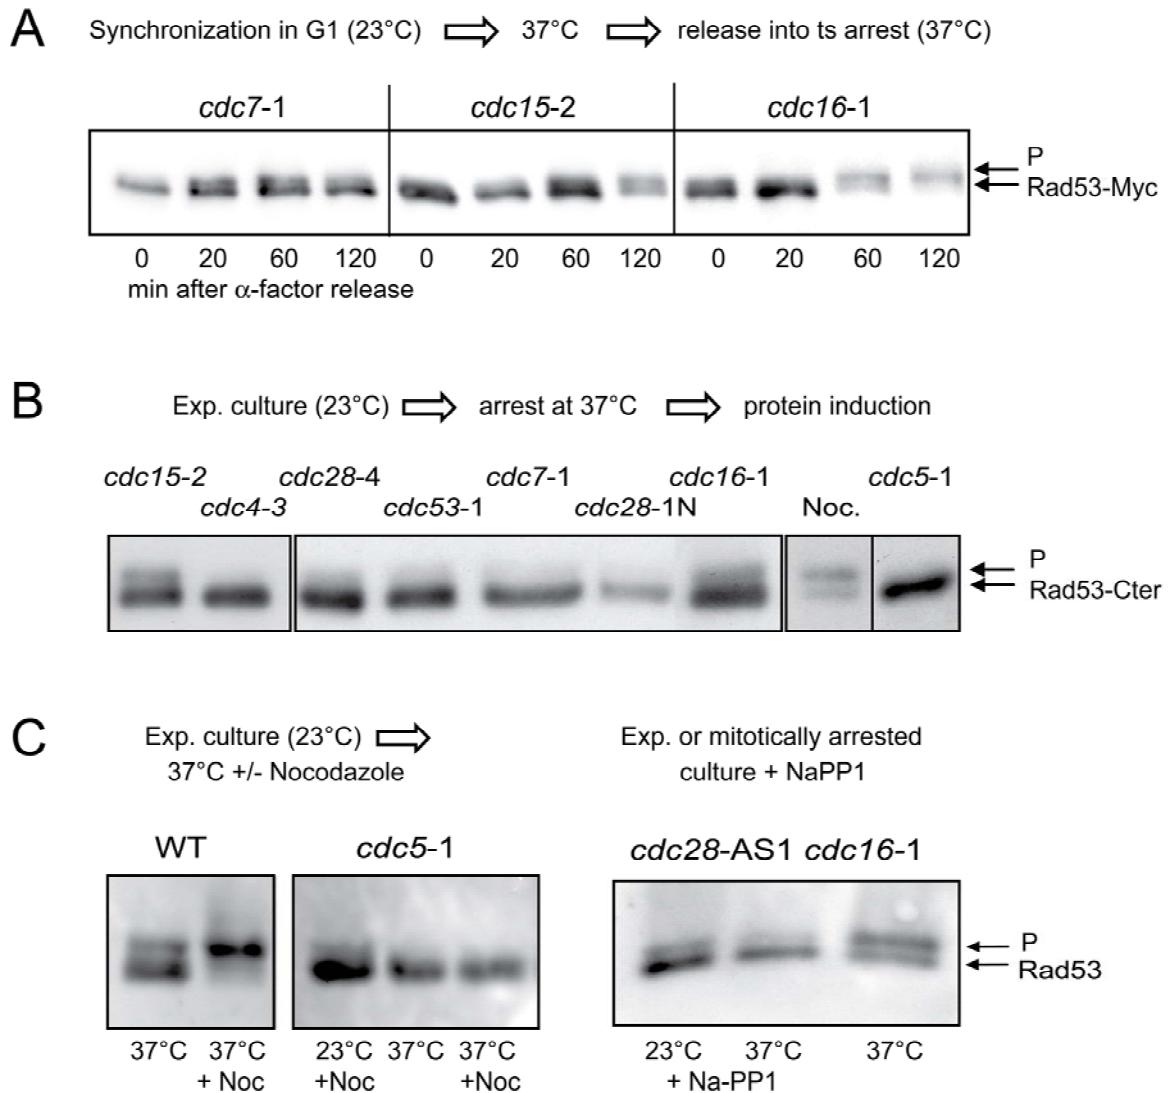 A
Synchronization in G1 (23°C) ⇨ 37°C ⇨ release into ts arrest (37°C)
cdc7-1 cdc15-2 cdc16-1
P
Rad53-Myc
0 20 60 120 0 20 60 120 0 20 60 120
min after α-factor release
B
Exp. culture (23°C) ⇨ arrest at 37°C ⇨ protein induction
cdc15-2 cdc28-4 cdc7-1 cdc16-1 cdc5-1
cdc4-3 cdc53-1 cdc28-1N Noc.
P
Rad53-Cter
C
Exp. culture (23°C) ⇨
37°C +/- Nocodazole
Exp. or mitotically arrested
culture + NaPP1
WT cdc5-1 cdc28-AS1 cdc16-1
P
Rad53
37°C 37°C 23°C 37°C 37°C 23°C 37°C 37°C
+ Noc +Noc +Noc + Na-PP1